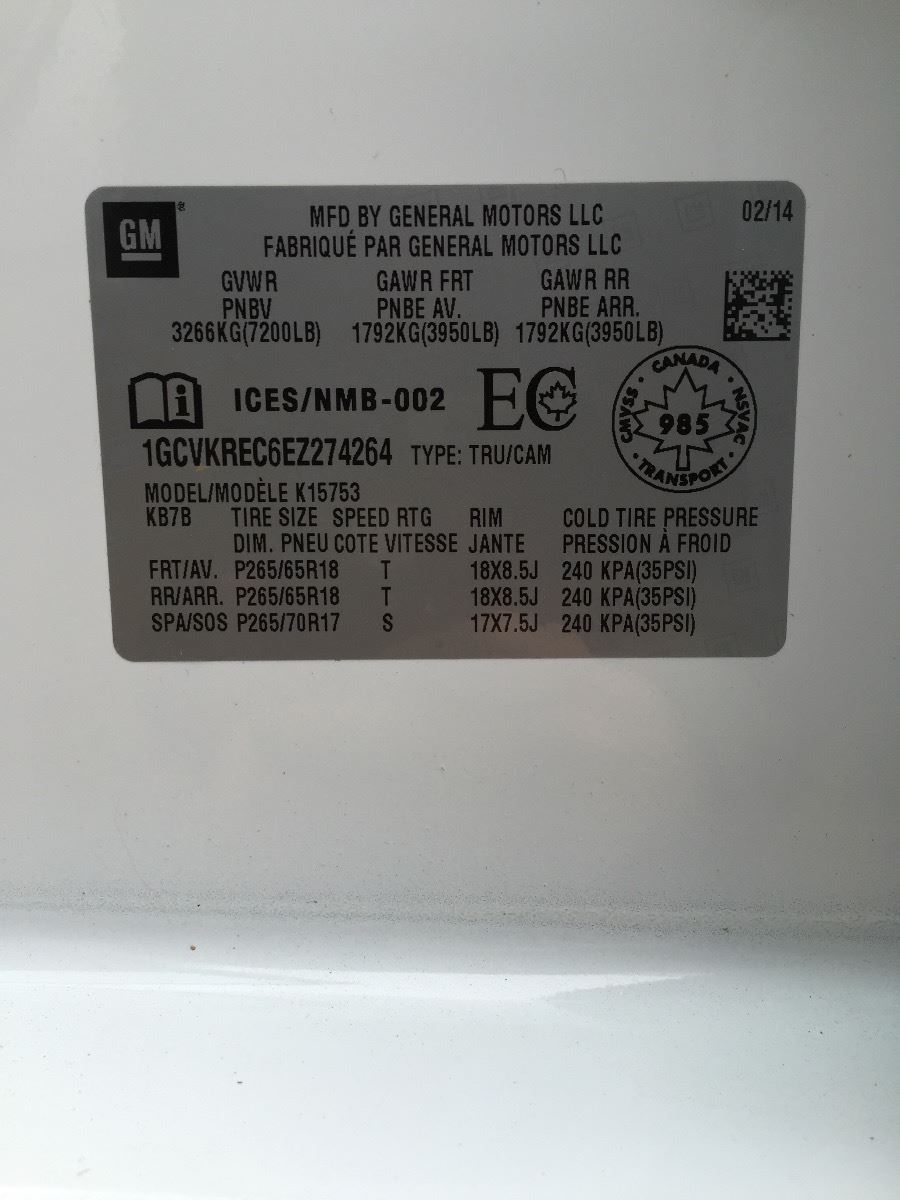 GM
MFD BY GENERAL MOTORS LLC 02/14
FABRIQUÉ PAR GENERAL MOTORS LLC
GVWR GAWR FRT GAWR RR
PNBV PNBE AV. PNBE ARR.
3266KG(7200LB) 1792KG(3950LB) 1792KG(3950LB)
i ICES/NMB-002 EC
CANADA CMVSS NSVAC 985 TRANSPORT
1GCVKREC6EZ274264 TYPE: TRU/CAM
MODEL/MODÈLE K15753
KB7B TIRE SIZE SPEED RTG RIM COLD TIRE PRESSURE
DIM. PNEU COTE VITESSE JANTE PRESSION À FROID
FRT/AV. P265/65R18 T 18X8.5J 240 KPA(35PSI)
RR/ARR. P265/65R18 T 18X8.5J 240 KPA(35PSI)
SPA/SOS P265/70R17 S 17X7.5J 240 KPA(35PSI)